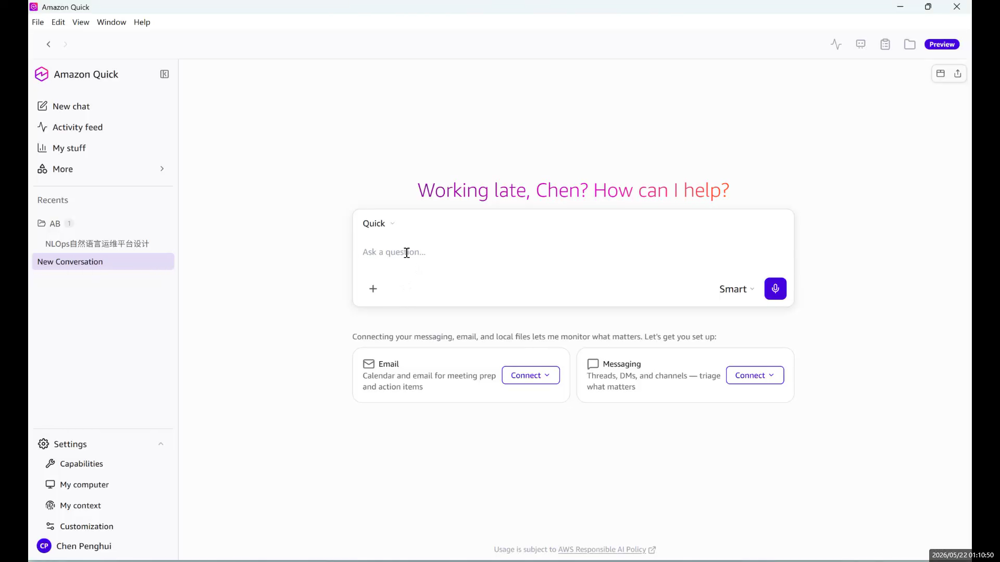 Amazon Quick
File Edit View Window Help
Preview
Amazon Quick
New chat
Activity feed
My stuff
More
Recents
AB 1
NLOps自然语言运维平台设计
New Conversation
Working late, Chen? How can I help?
Quick
Ask a question...
Smart
Connecting your messaging, email, and local files lets me monitor what matters. Let's get you set up:
Email
Calendar and email for meeting prep
and action items
Connect
Messaging
Threads, DMs, and channels — triage
what matters
Connect
Settings
Capabilities
My computer
My context
Customization
CP Chen Penghui
Usage is subject to AWS Responsible AI Policy
2026/05/22 01:10:50